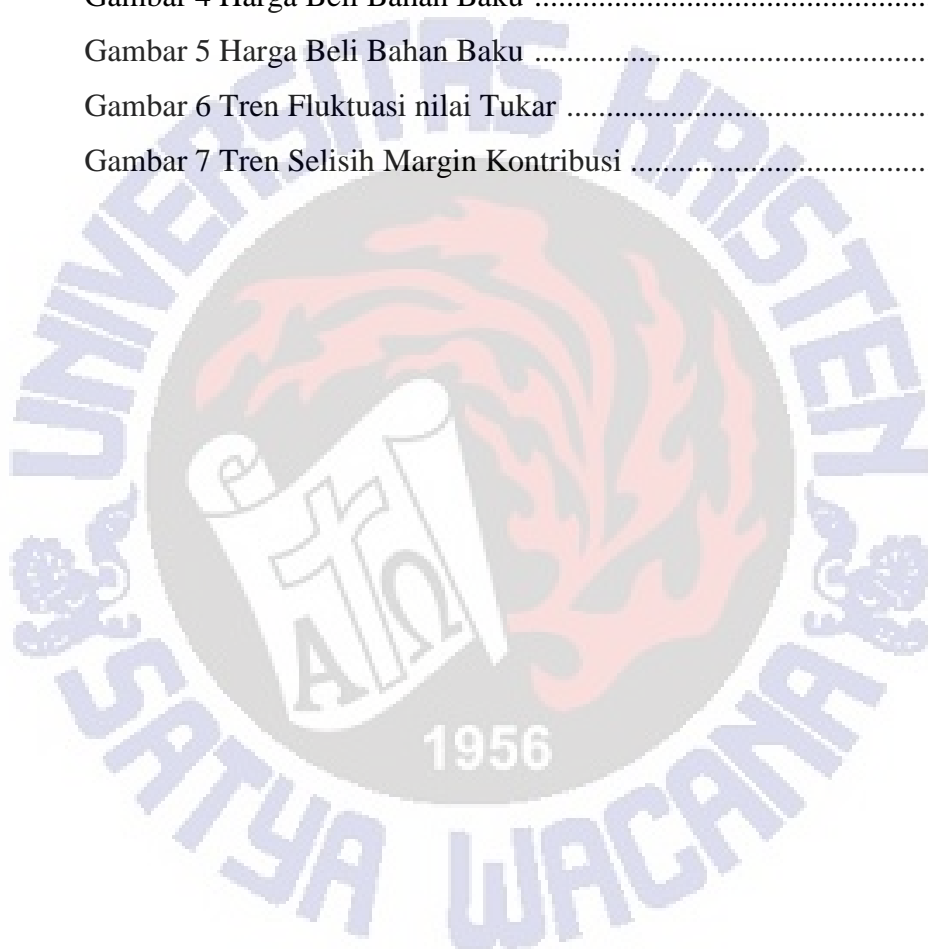 Gambar 4 Harga Beli Bahan Baku ................................................
Gambar 5 Harga Beli Bahan Baku ................................................
Gambar 6 Tren Fluktuasi nilai Tukar ............................................
Gambar 7 Tren Selisih Margin Kontribusi ....................................
UNIVERSITAS KRISTEN
Α Ω
1956
SATYA WACANA